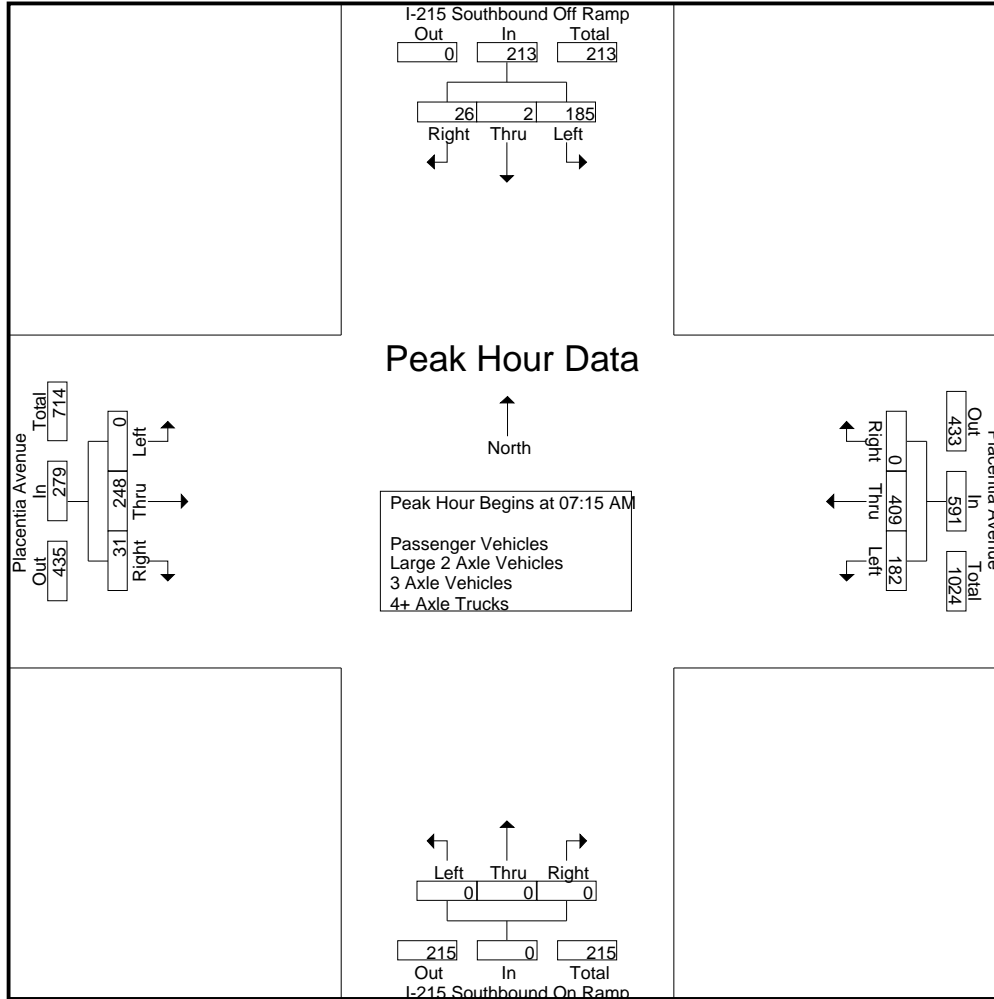 I-215 Southbound Off Ramp
Out In Total
0 213 213
26 2 185
Right Thru Left
Peak Hour Data
North
Peak Hour Begins at 07:15 AM
Passenger Vehicles
Large 2 Axle Vehicles
3 Axle Vehicles
4+ Axle Trucks
Placentia Avenue
Out In Total
435 279 714
31 248 0
Right Thru Left
Placentia Avenue
Out In Total
433 591 1024
0 409 182
Right Thru Left
Left Thru Right
0 0 0
215 0 215
Out In Total
I-215 Southbound On Ramp